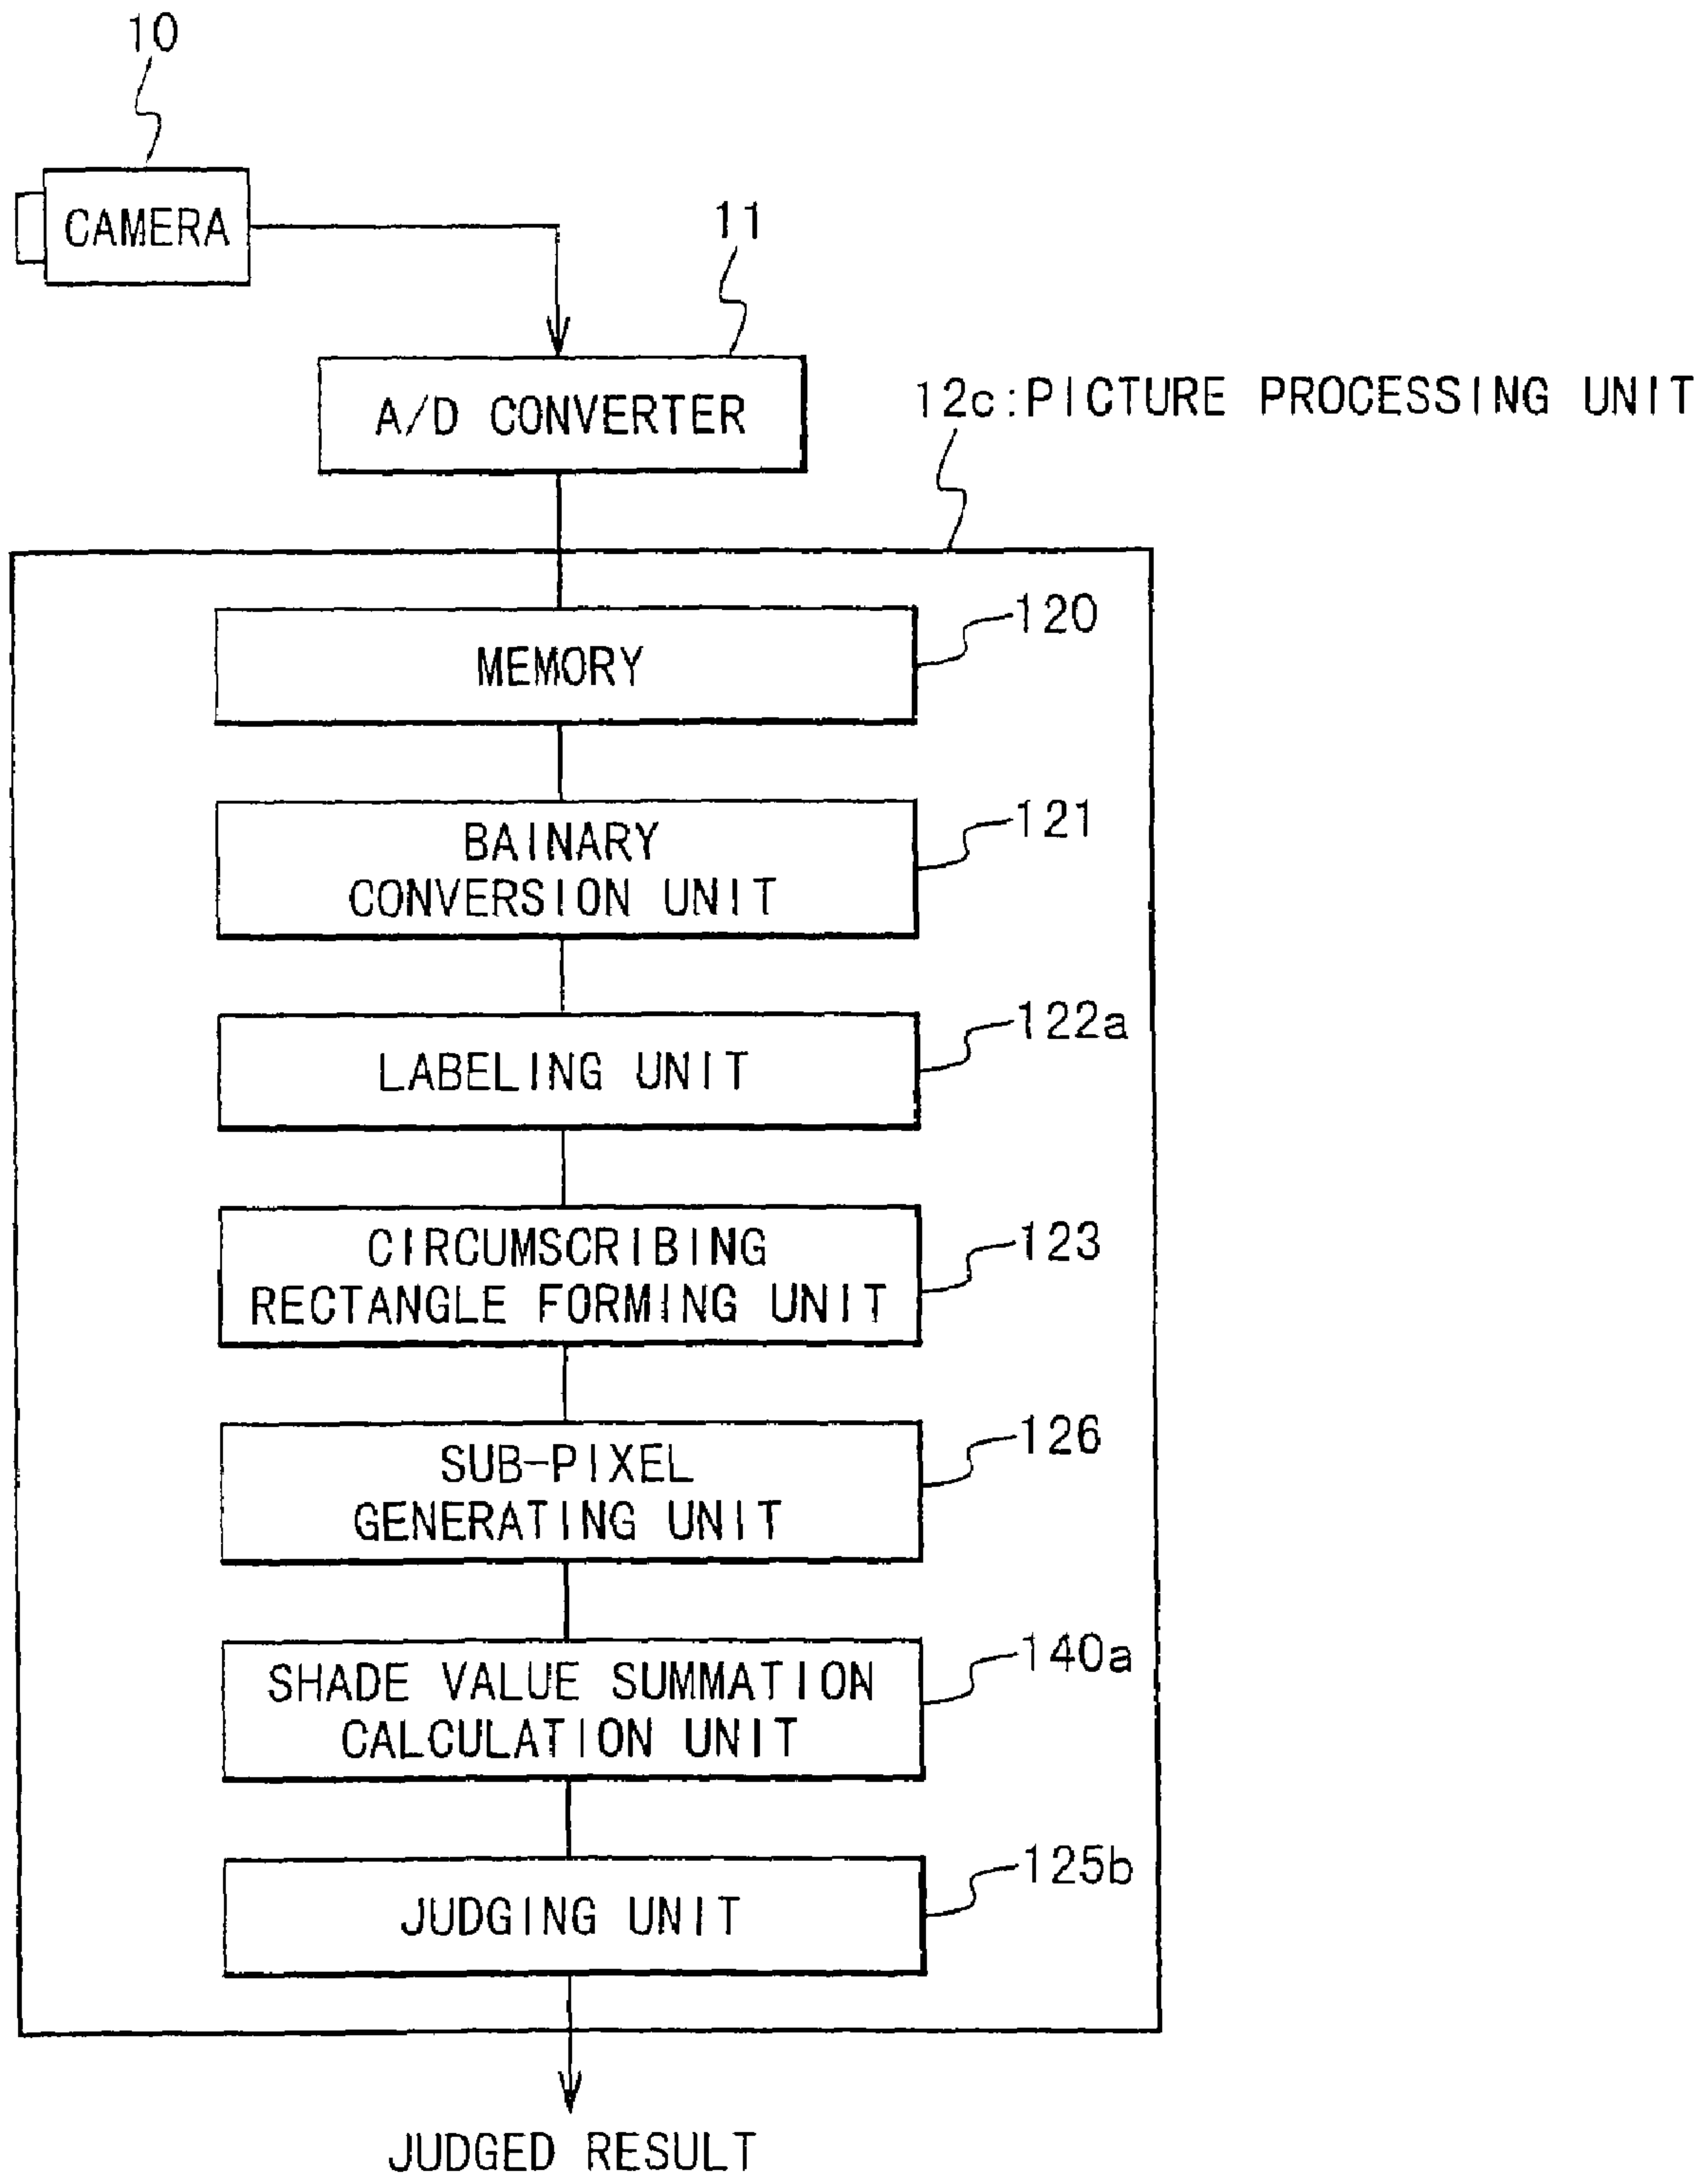 10
CAMERA
11
A/D CONVERTER
12c:PICTURE PROCESSING UNIT
120
MEMORY
121
BAINARY
CONVERSION UNIT
122a
LABELING UNIT
123
CIRCUMSCRIBING
RECTANGLE FORMING UNIT
126
SUB-PIXEL
GENERATING UNIT
140a
SHADE VALUE SUMMATION
CALCULATION UNIT
125b
JUDGING UNIT
JUDGED RESULT